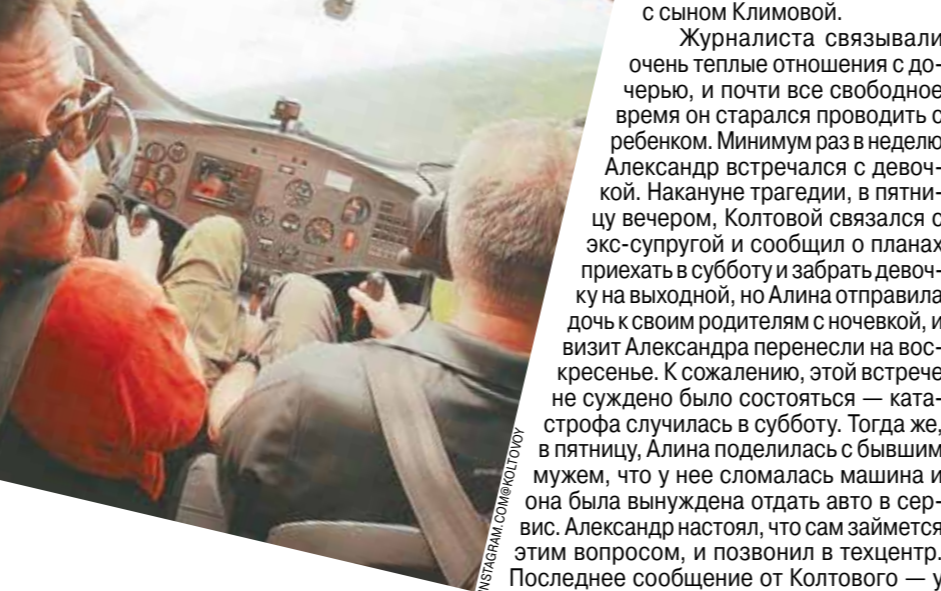 с сыном Климовой.
Журналиста связывали
очень теплые отношения с до-
черью, и почти все свободное
время он старался проводить с
ребенком. Минимум раз в неделю
Александр встречался с девоч-
кой. Накануне трагедии, в пятни-
цу вечером, Колтовой связался с
экс-супругой и сообщил о планах
приехать в субботу и забрать девоч-
ку на выходной, но Алина отправила
дочь к своим родителям с ночевкой, и
визит Александра перенесли на вос-
кресенье. К сожалению, этой встрече
не суждено было состояться — ката-
строфа случилась в субботу. Тогда же,
в пятницу, Алина поделилась с бывшим
мужем, что у нее сломалась машина и
она была вынуждена отдать авто в сер-
вис. Александр настоял, что сам займется
этим вопросом, и позвонил в техцентр.
Последнее сообщение от Колтового — у
INSTAGRAM.COM@KOLTOVOY